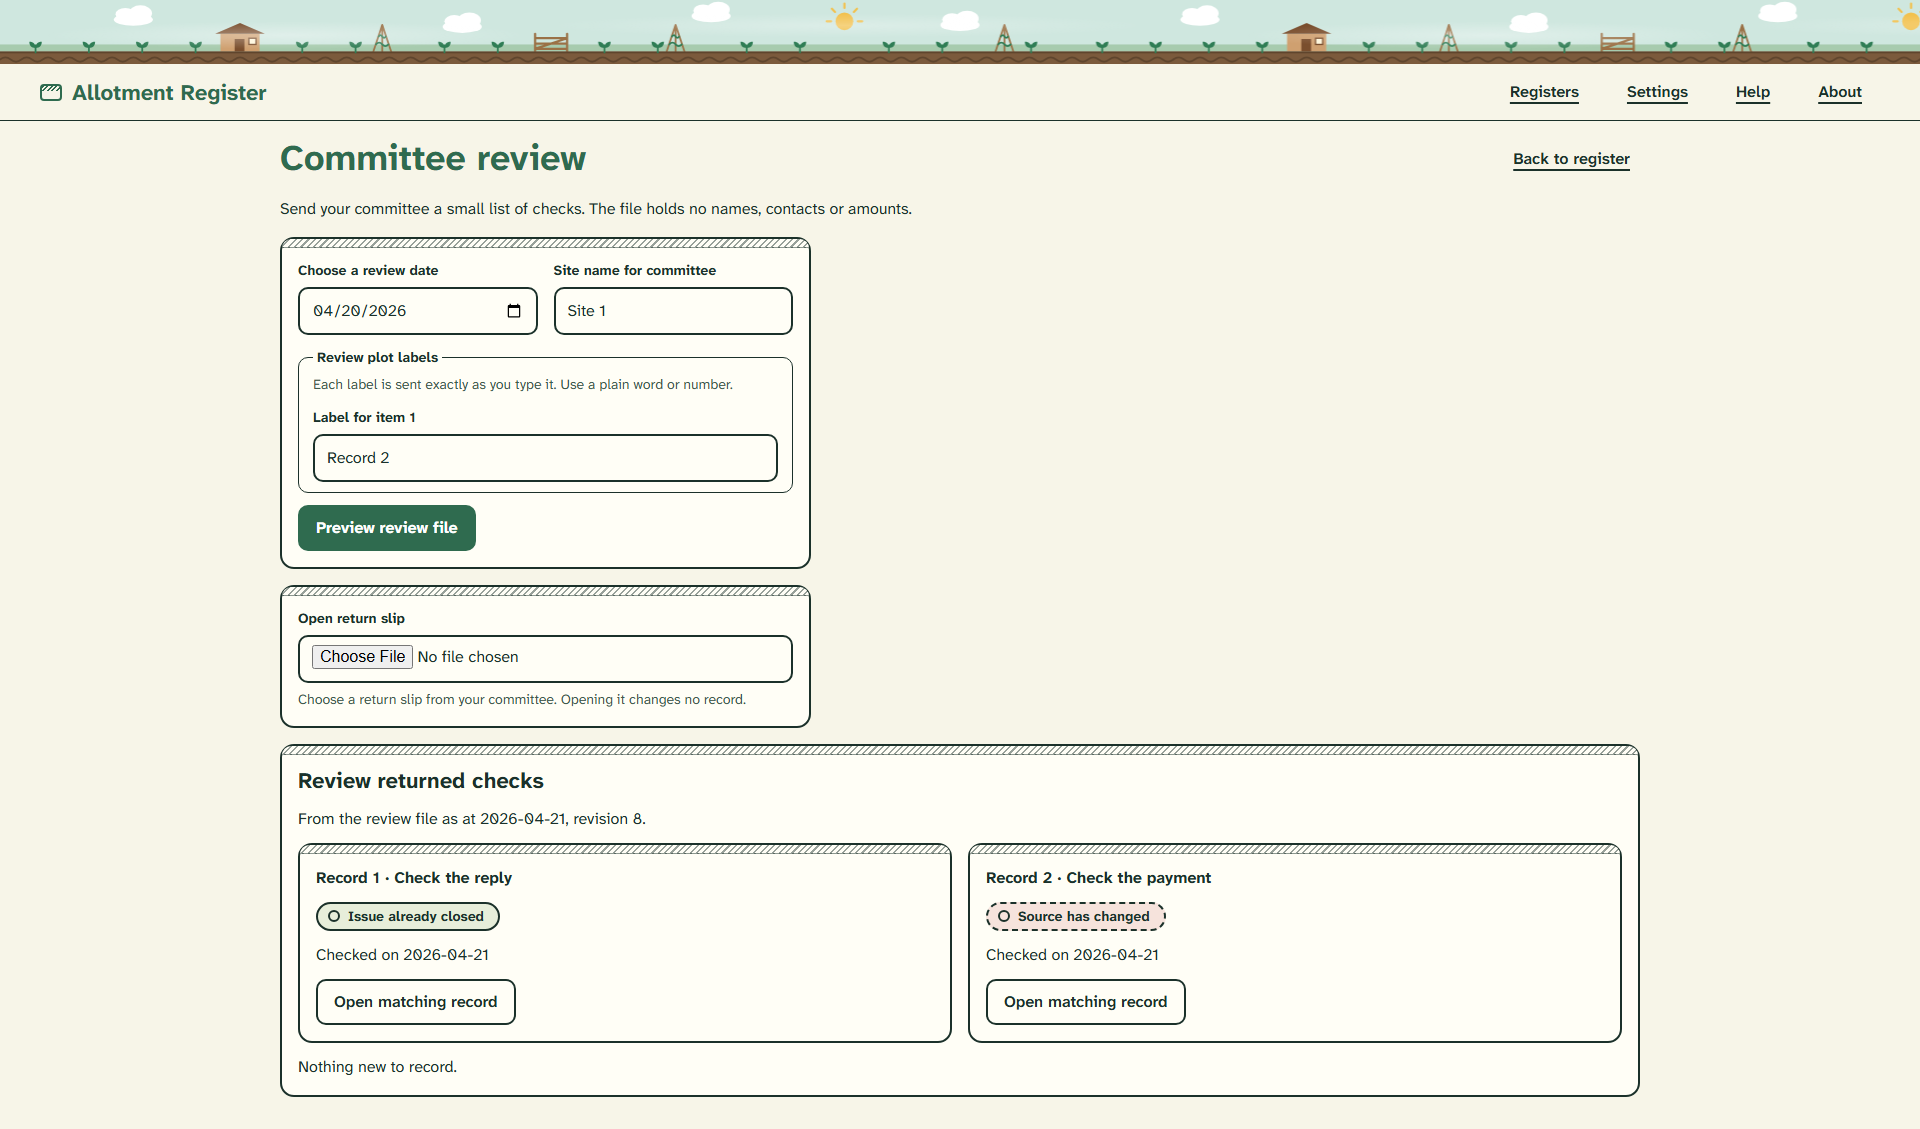 Allotment Register
Registers
Settings
Help
About
Committee review
Back to register
Send your committee a small list of checks. The file holds no names, contacts or amounts.
Choose a review date
Site name for committee
04/20/2026
Site 1
Review plot labels
Each label is sent exactly as you type it. Use a plain word or number.
Label for item 1
Record 2
Preview review file
Open return slip
Choose File No file chosen
Choose a return slip from your committee. Opening it changes no record.
Review returned checks
From the review file as at 2026-04-21, revision 8.
Record 1 · Check the reply
Issue already closed
Checked on 2026-04-21
Open matching record
Record 2 · Check the payment
Source has changed
Checked on 2026-04-21
Open matching record
Nothing new to record.